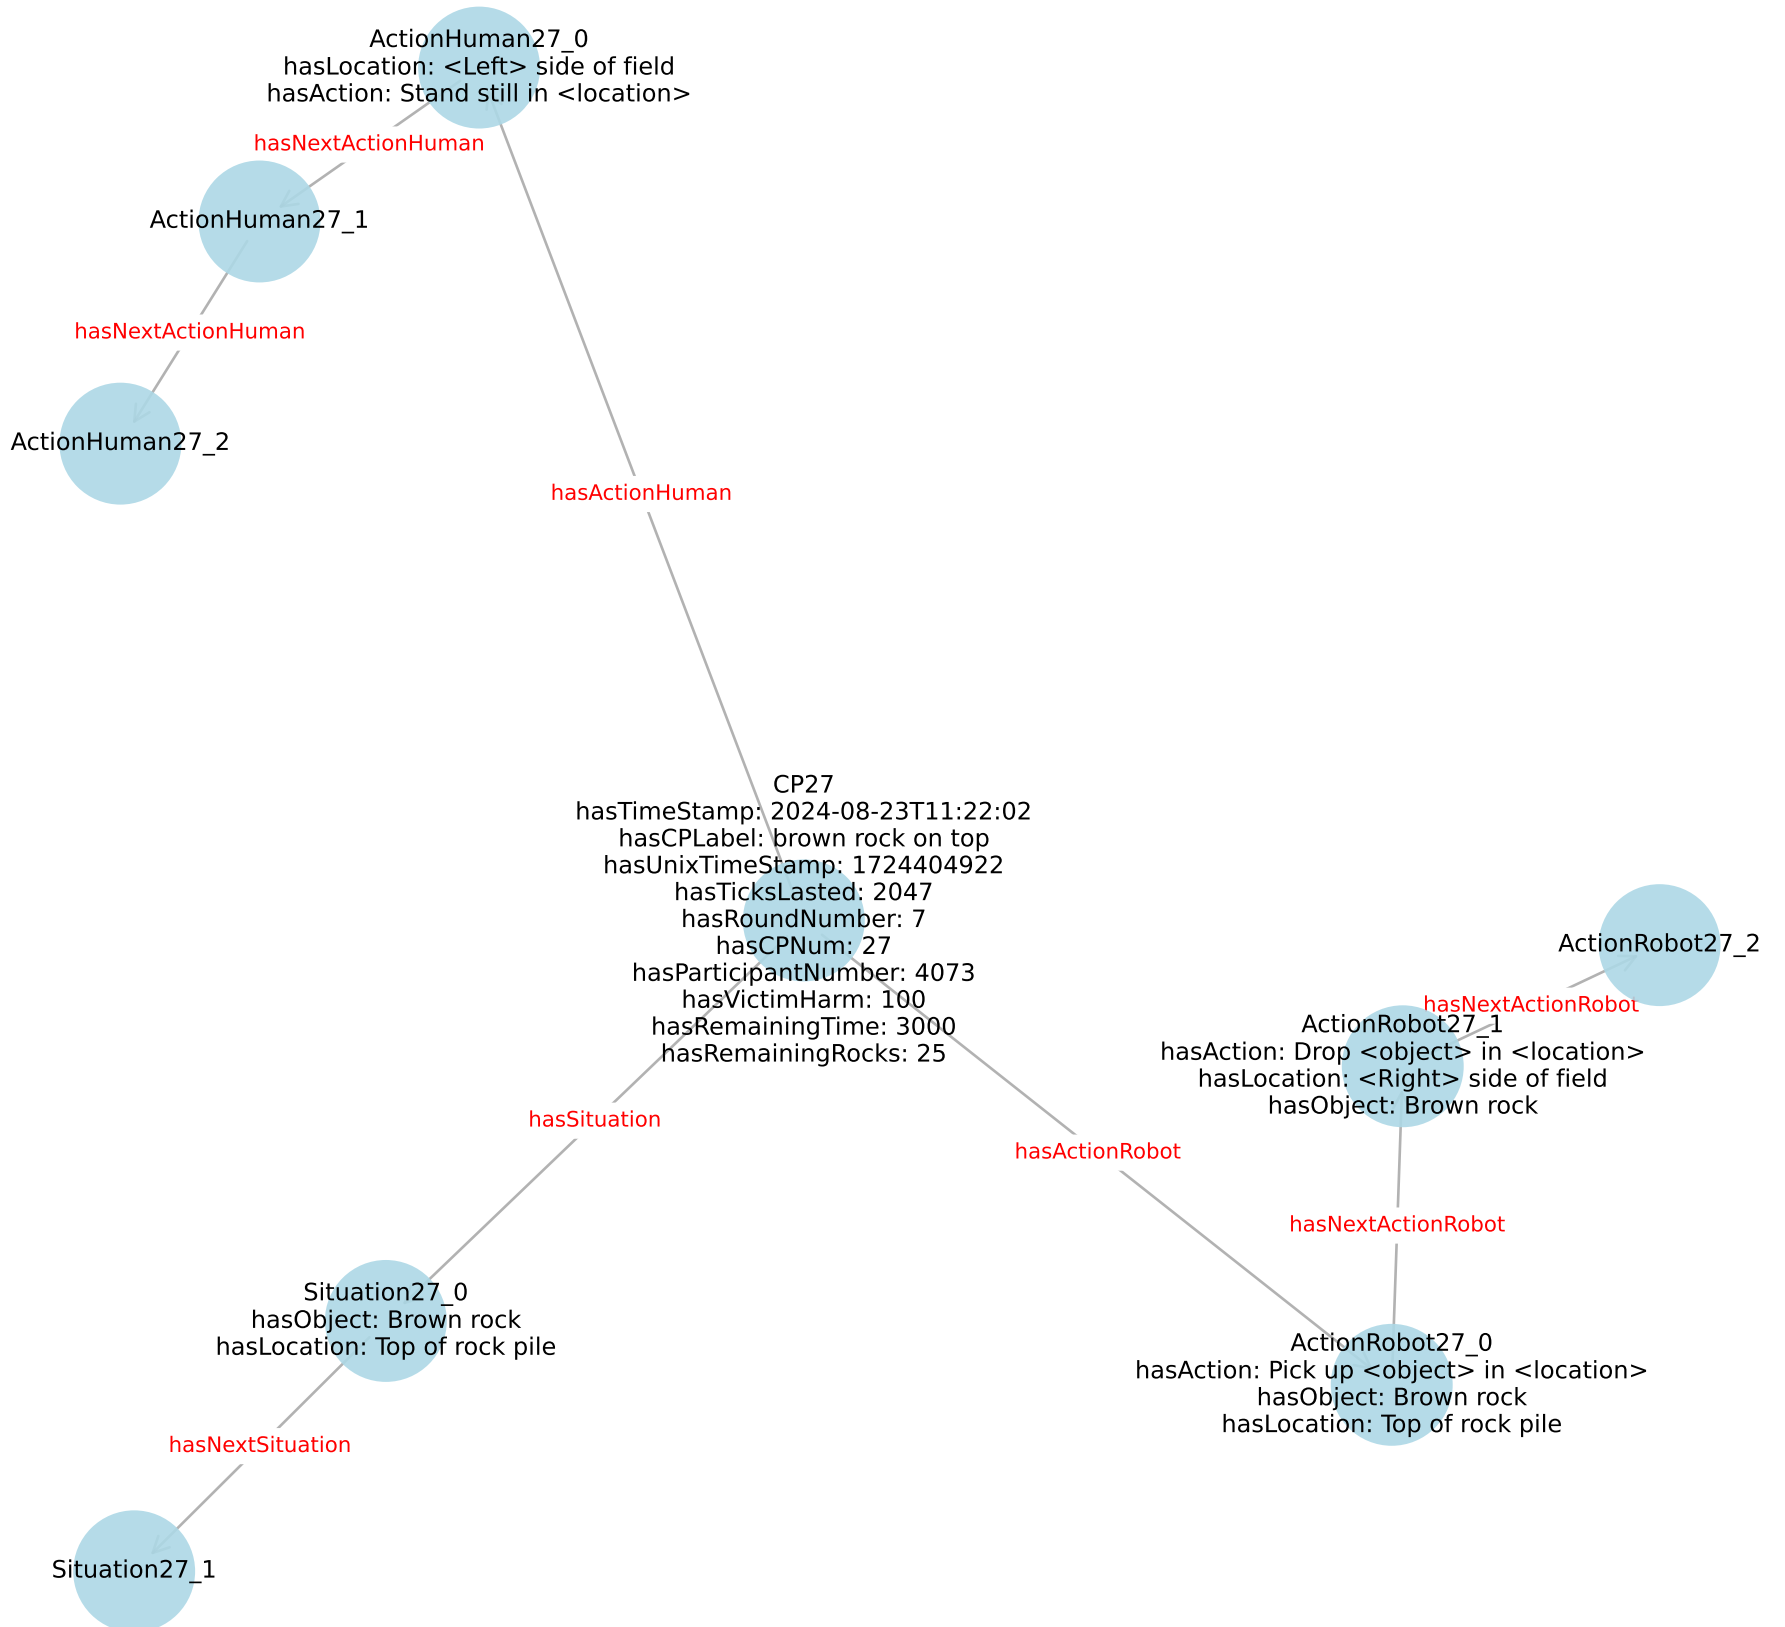 ActionHuman27_0
hasLocation: <Left> side of field
hasAction: Stand still in <location>
hasNextActionHuman
ActionHuman27_1
hasNextActionHuman
ActionHuman27_2
hasActionHuman
CP27
hasTimeStamp: 2024-08-23T11:22:02
hasCPLabel: brown rock on top
hasUnixTimeStamp: 1724404922
hasTicksLasted: 2047
hasRoundNumber: 7
hasCPNum: 27
hasParticipantNumber: 4073
hasVictimHarm: 100
hasRemainingTime: 3000
hasRemainingRocks: 25
ActionRobot27_2
hasNextActionRobot
ActionRobot27_1
hasAction: Drop <object> in <location>
hasLocation: <Right> side of field
hasObject: Brown rock
hasSituation
hasActionRobot
hasNextActionRobot
Situation27_0
hasObject: Brown rock
hasLocation: Top of rock pile
ActionRobot27_0
hasAction: Pick up <object> in <location>
hasObject: Brown rock
hasLocation: Top of rock pile
hasNextSituation
Situation27_1